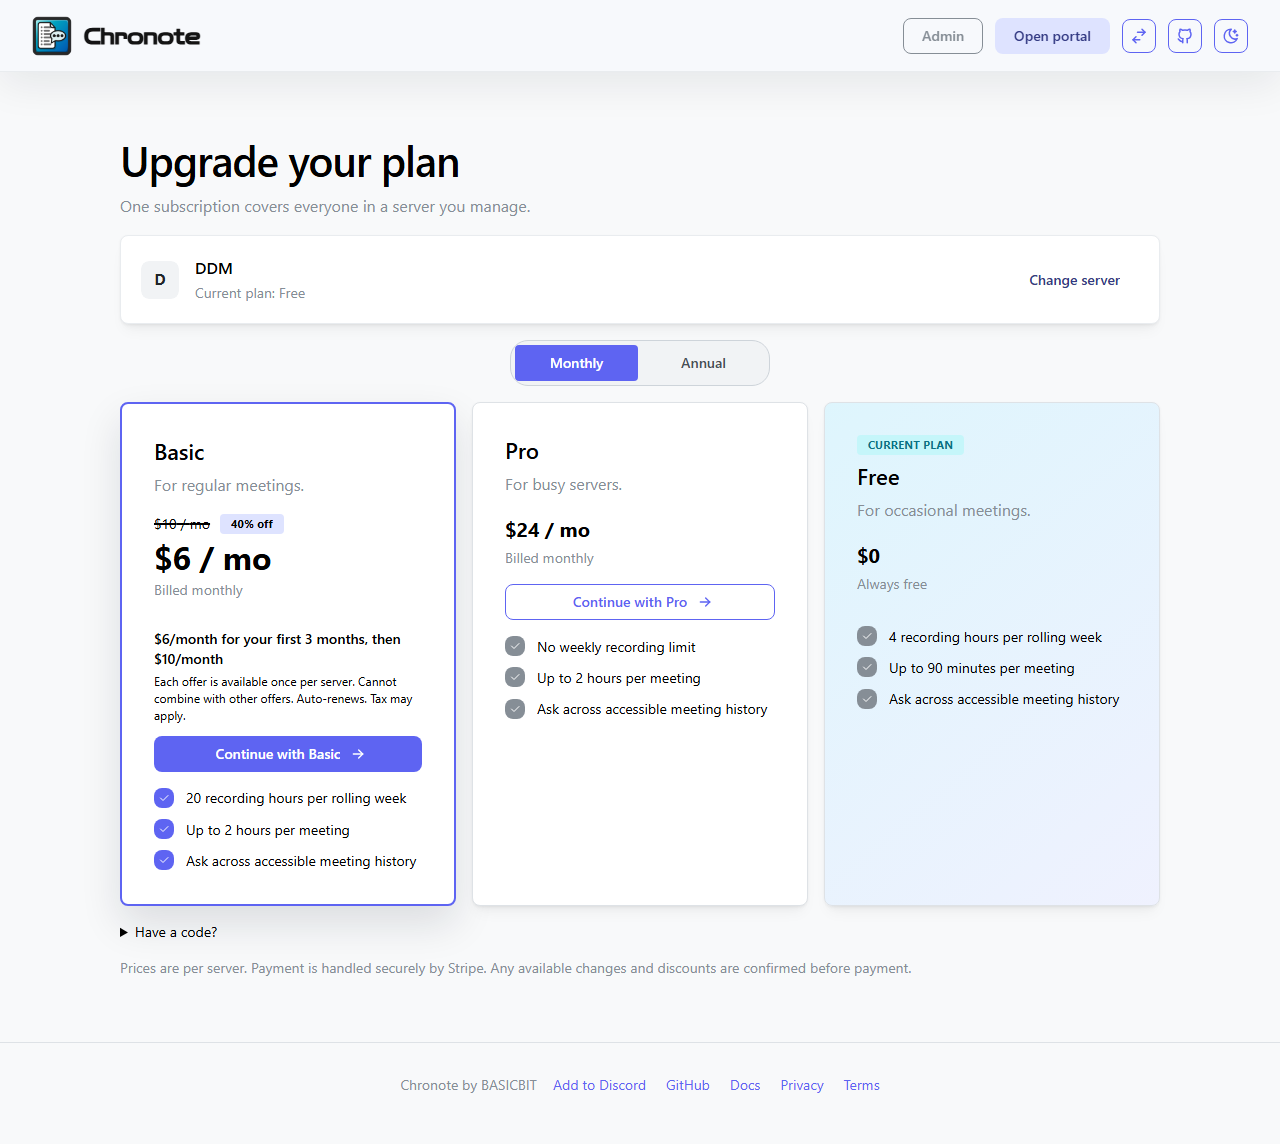 Chronote
Admin
Open portal
Upgrade your plan
One subscription covers everyone in a server you manage.
D
DDM
Current plan: Free
Change server
Monthly
Annual
Basic
For regular meetings.
$10 / mo
40% off
$6 / mo
Billed monthly
$6/month for your first 3 months, then
$10/month
Each offer is available once per server. Cannot
combine with other offers. Auto-renews. Tax may
apply.
Continue with Basic
20 recording hours per rolling week
Up to 2 hours per meeting
Ask across accessible meeting history
Pro
For busy servers.
$24 / mo
Billed monthly
Continue with Pro
No weekly recording limit
Up to 2 hours per meeting
Ask across accessible meeting history
CURRENT PLAN
Free
For occasional meetings.
$0
Always free
4 recording hours per rolling week
Up to 90 minutes per meeting
Ask across accessible meeting history
Have a code?
Prices are per server. Payment is handled securely by Stripe. Any available changes and discounts are confirmed before payment.
Chronote by BASICBIT
Add to Discord
GitHub
Docs
Privacy
Terms